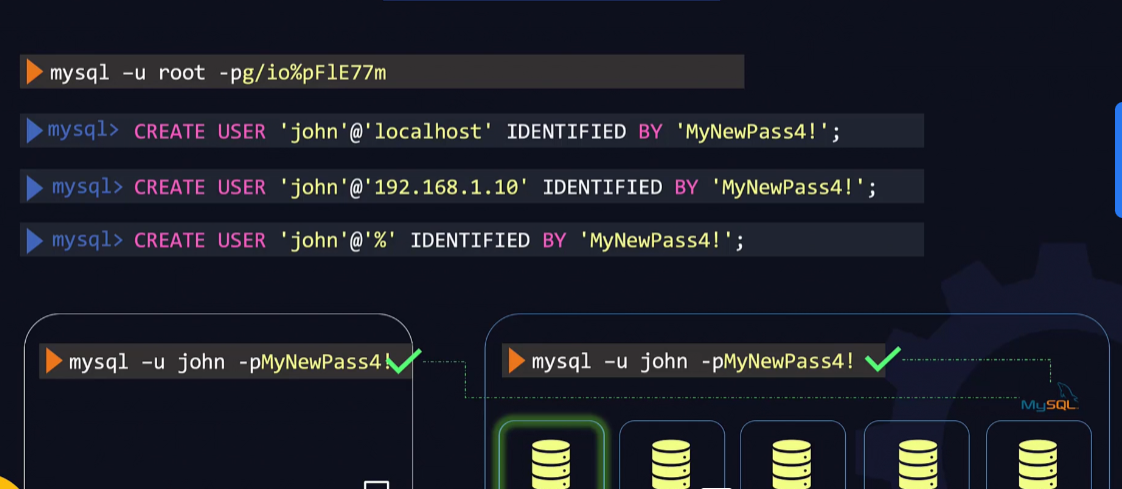 mysql –u root -pg/io%pFlE77m
mysql> CREATE USER 'john'@'localhost' IDENTIFIED BY 'MyNewPass4!';
mysql> CREATE USER 'john'@'192.168.1.10' IDENTIFIED BY 'MyNewPass4!';
mysql> CREATE USER 'john'@'%' IDENTIFIED BY 'MyNewPass4!';
mysql –u john -pMyNewPass4!
mysql –u john -pMyNewPass4!
MySQL